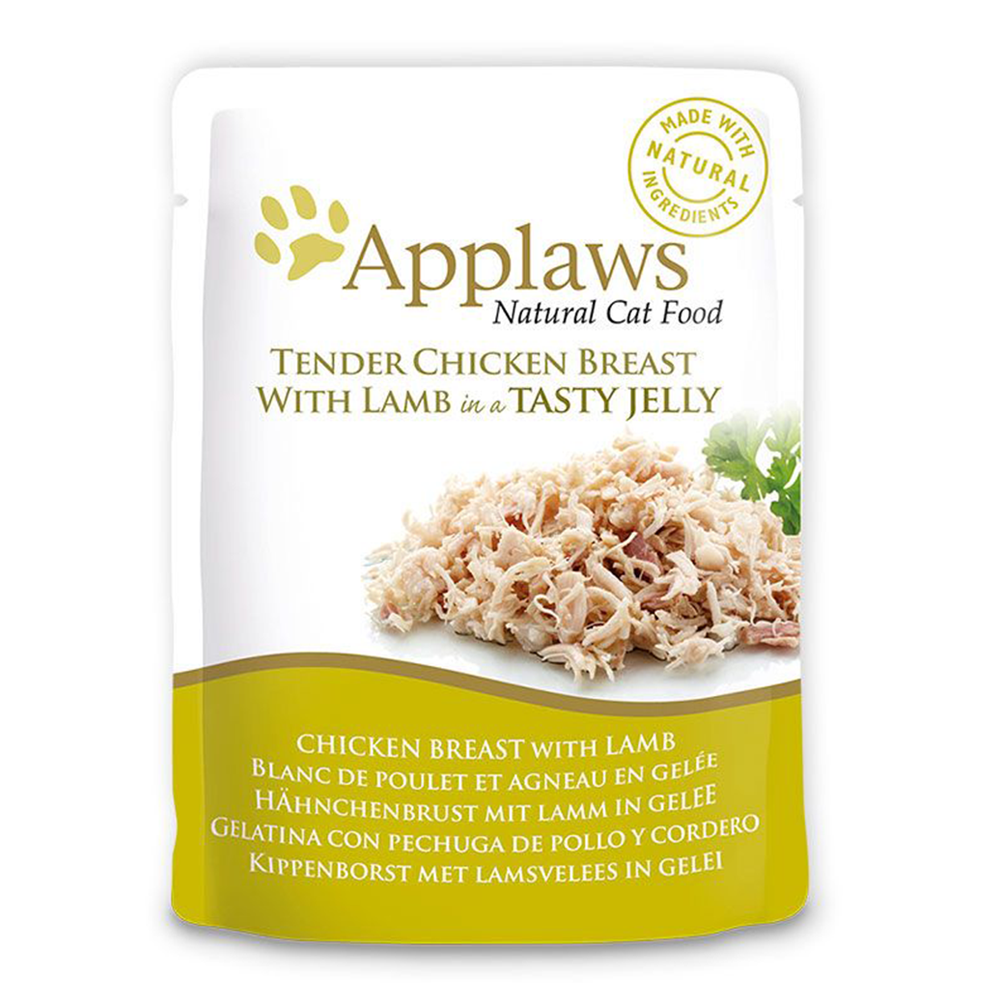 MADE WITH
NATURAL
INGREDIENTS
Applaws
Natural Cat Food
TENDER CHICKEN BREAST
WITH LAMB in a TASTY JELLY
CHICKEN BREAST WITH LAMB
BLANC DE POULET ET AGNEAU EN GELÉE
HÄHNCHENBRUST MIT LAMM IN GELEE
GELATINA CON PECHUGA DE POLLO Y CORDERO
KIPPENBORST MET LAMSVELEES IN GELEI